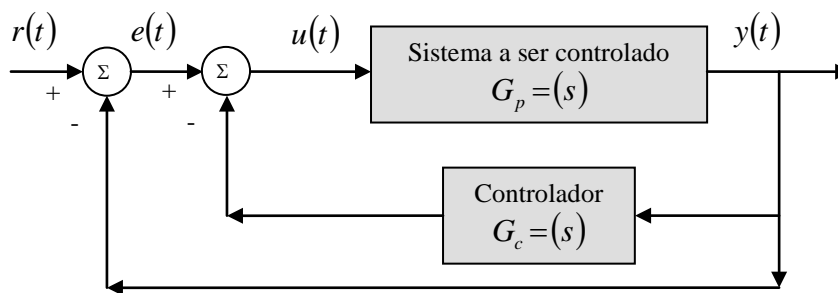 r(t) e(t) u(t) y(t)
Σ Σ
+ +
- -
Sistema a ser controlado
G_p =(s)
Controlador
G_c =(s)